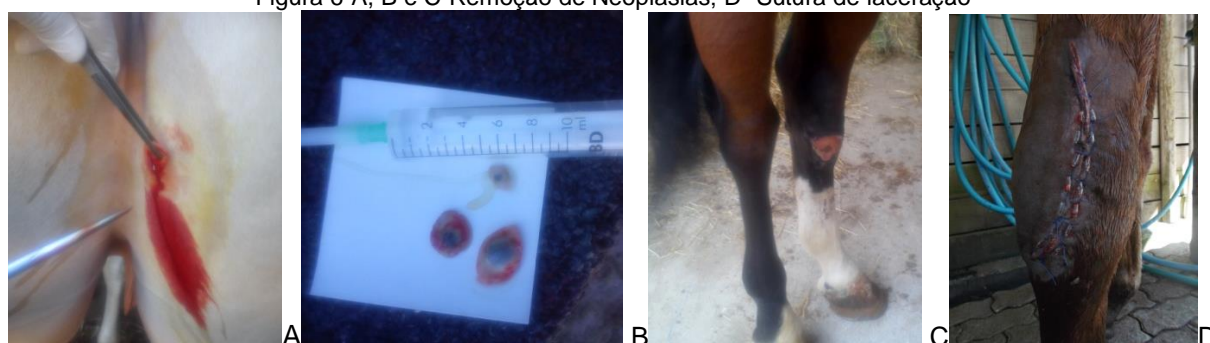 Figura 6 A, B e C-Remoção de Neoplasias; D- Sutura de laceração
2 4 6 8 10
ml
BD
A B C D